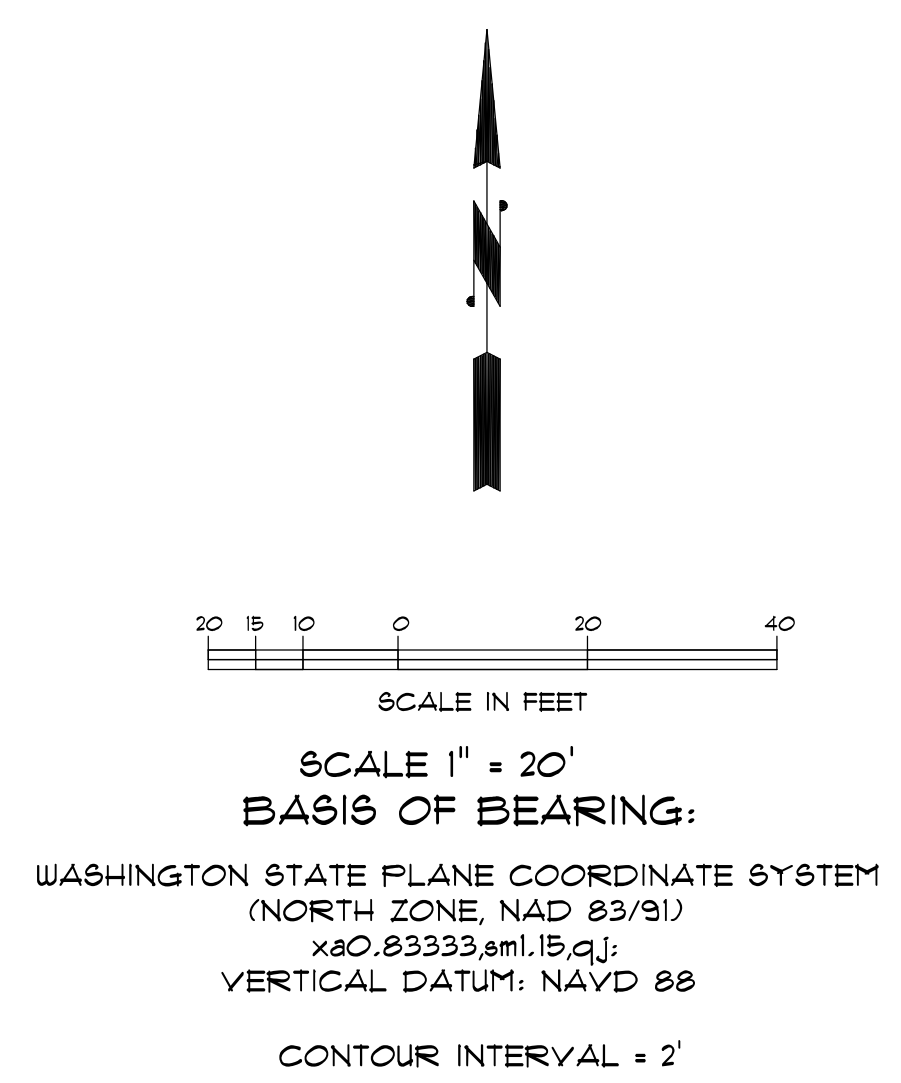 N
20 15 10 0 20 40
SCALE IN FEET
SCALE 1" = 20'
BASIS OF BEARING:
WASHINGTON STATE PLANE COORDINATE SYSTEM
(NORTH ZONE, NAD 83/91)
xa0.83333,sm1.15,qj;
VERTICAL DATUM: NAVD 88
CONTOUR INTERVAL = 2'